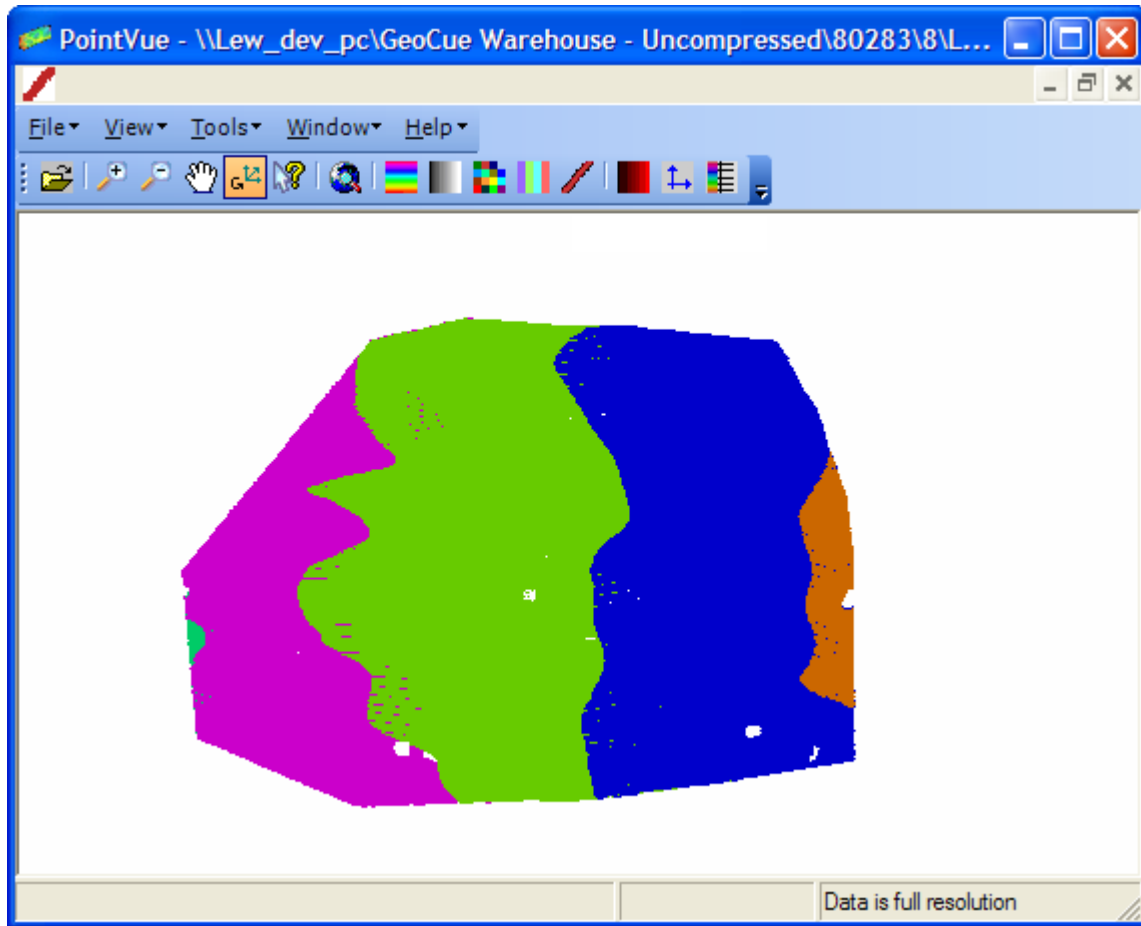 PointVue - \\Lew_dev_pc\GeoCue Warehouse - Uncompressed\80283\8\L...
File View Tools Window Help
Data is full resolution